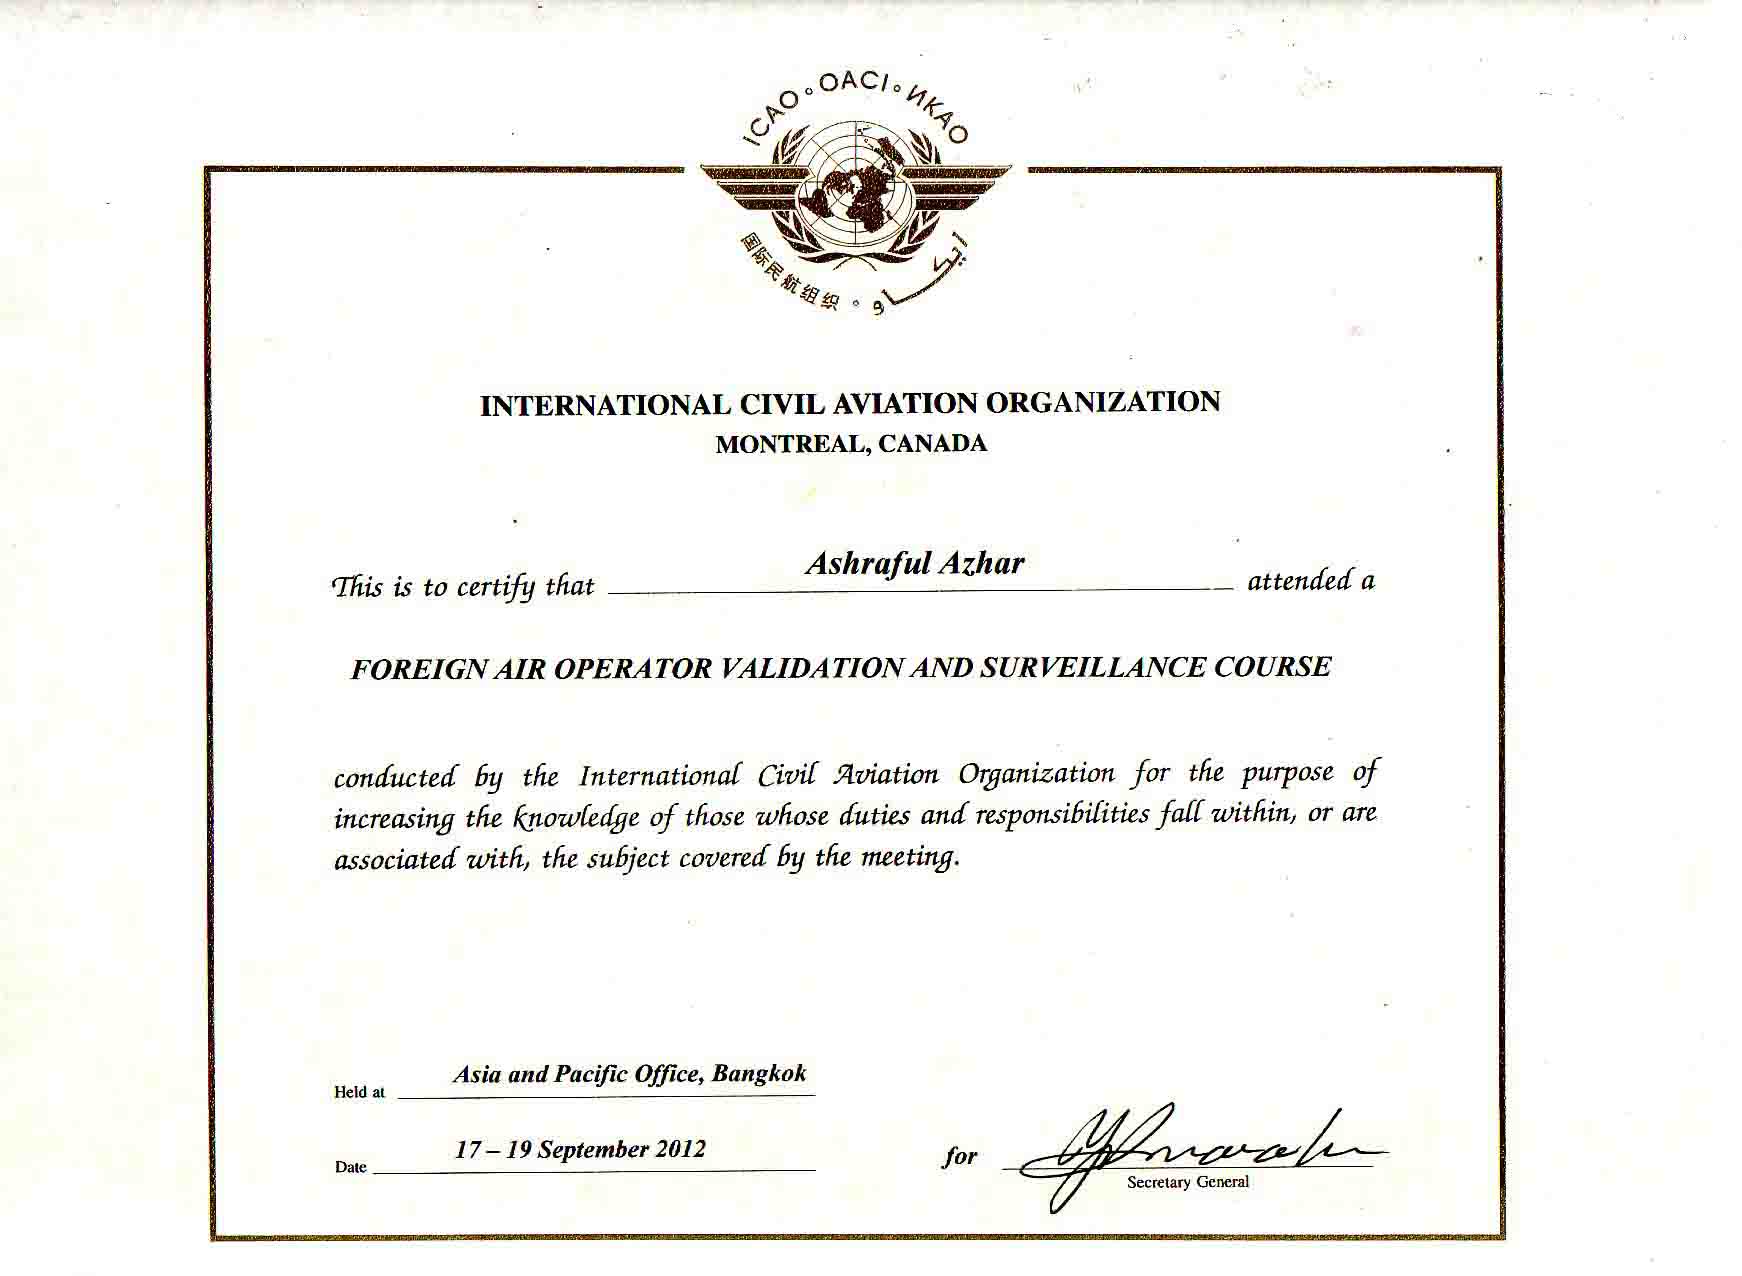 ICAO ◦ OACI ◦ ИКАО
国际民航组织 ◦ ايكاو
INTERNATIONAL CIVIL AVIATION ORGANIZATION
MONTREAL, CANADA
This is to certify that Ashraful Azhar attended a
FOREIGN AIR OPERATOR VALIDATION AND SURVEILLANCE COURSE
conducted by the International Civil Aviation Organization for the purpose of
increasing the knowledge of those whose duties and responsibilities fall within, or are
associated with, the subject covered by the meeting.
Held at Asia and Pacific Office, Bangkok
Date 17 – 19 September 2012
for
Secretary General